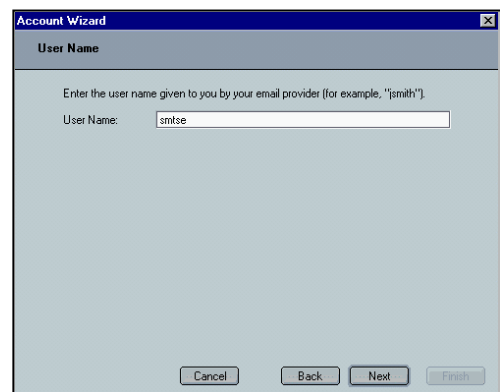 Account Wizard
User Name
Enter the user name given to you by your email provider (for example, "jsmith").
User Name: smtse
Cancel Back Next Finish